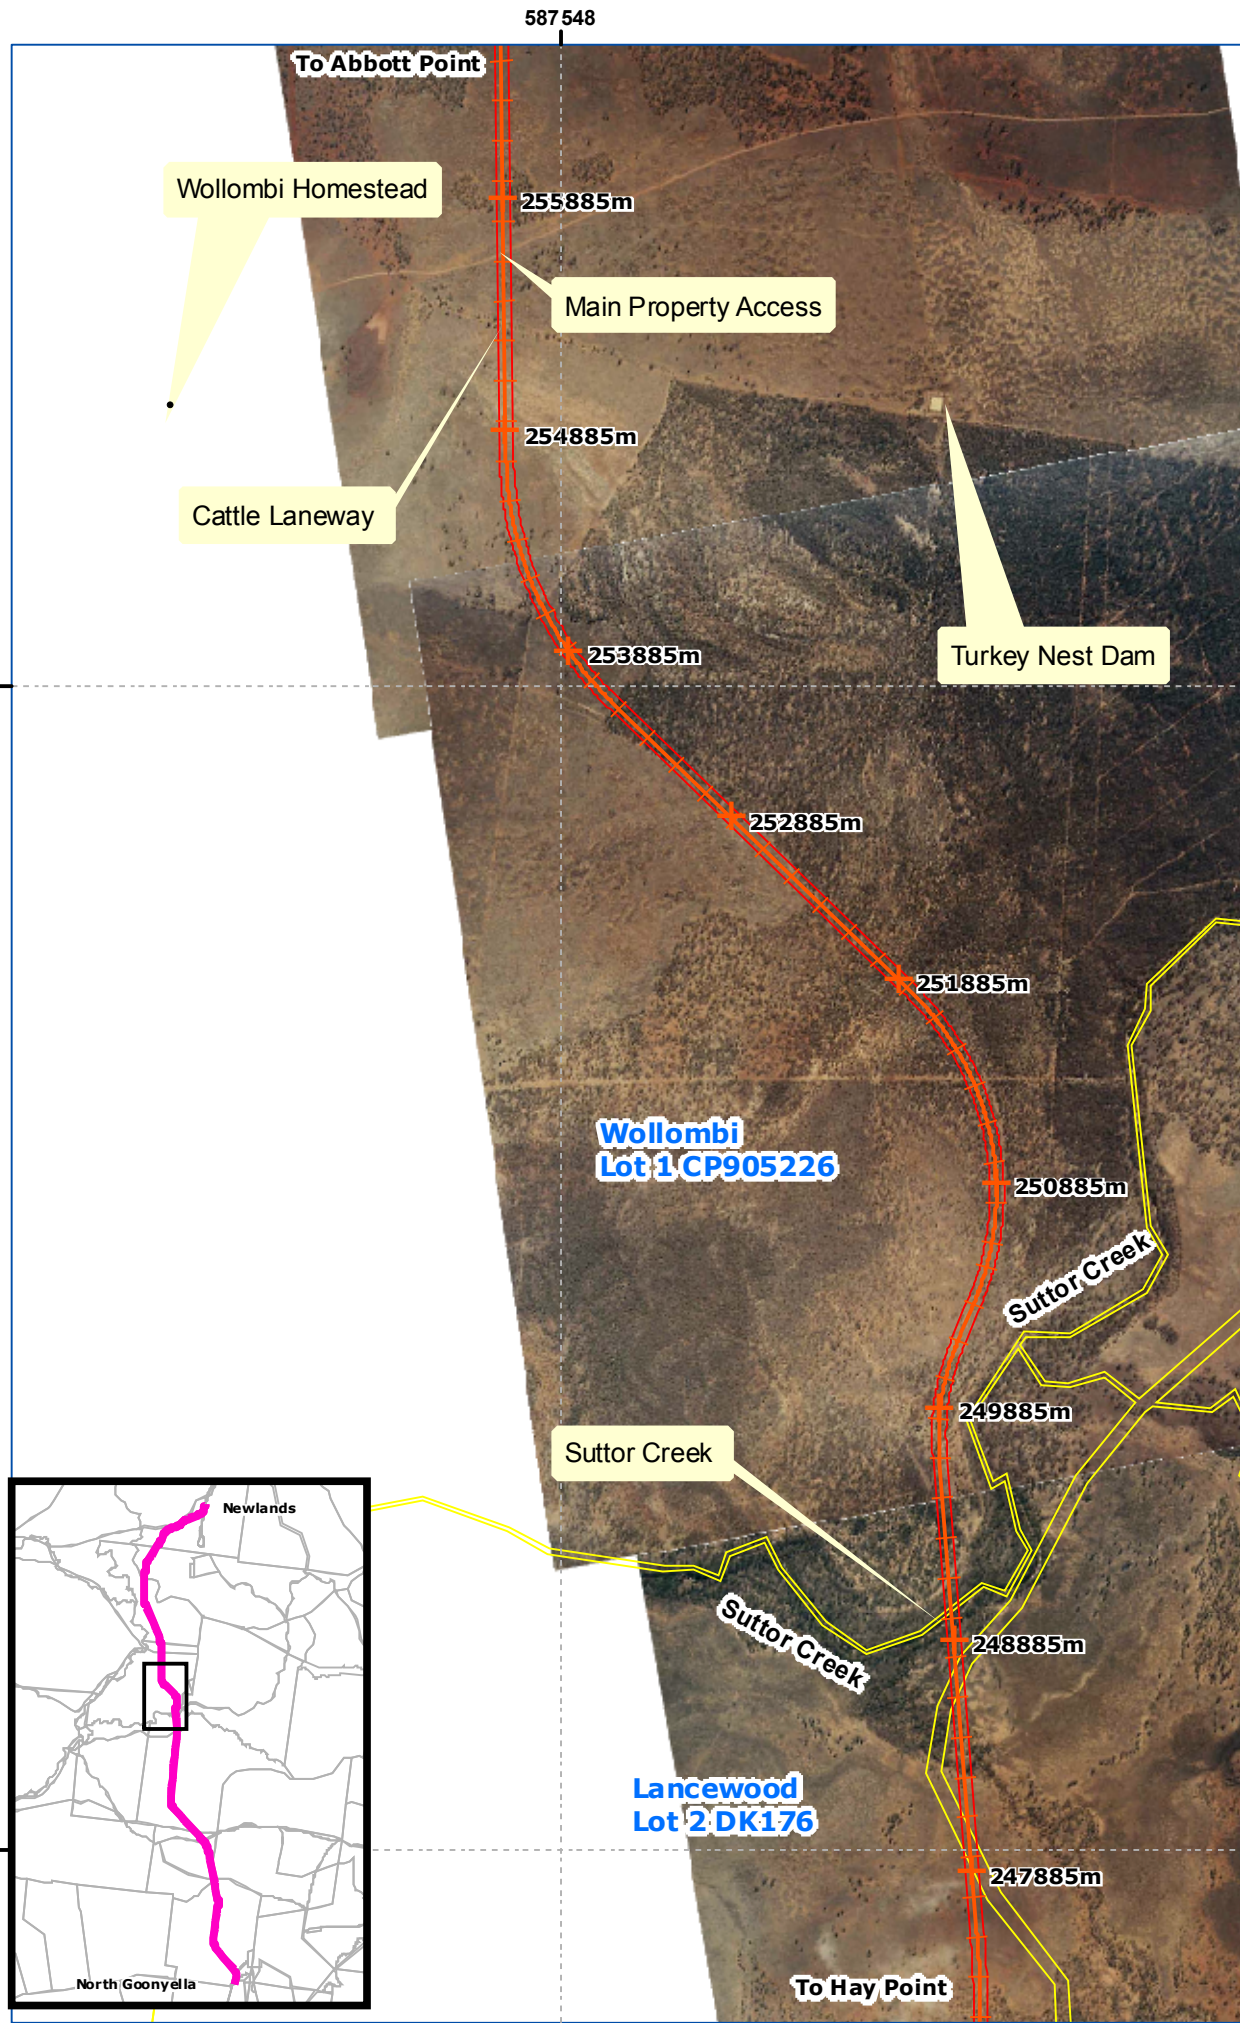 587548
To Abbott Point
Wollombi Homestead
255885m
Main Property Access
254885m
Cattle Laneway
253885m
Turkey Nest Dam
252885m
251885m
Wollombi
Lot 1 CP905226
250885m
Suttor Creek
249885m
Suttor Creek
Newlands
Suttor Creek
248885m
Lancewood
Lot 2 DK176
247885m
North Goonyella
To Hay Point